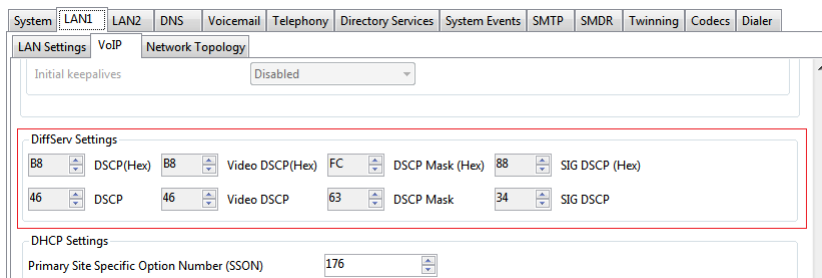 System LAN1 LAN2 DNS Voicemail Telephony Directory Services System Events SMTP SMDR Twinning Codecs Dialer
LAN Settings VoIP Network Topology
Initial keepalives Disabled
DiffServ Settings
B8 DSCP(Hex) B8 Video DSCP(Hex) FC DSCP Mask (Hex) 88 SIG DSCP (Hex)
46 DSCP 46 Video DSCP 63 DSCP Mask 34 SIG DSCP
DHCP Settings
Primary Site Specific Option Number (SSON) 176